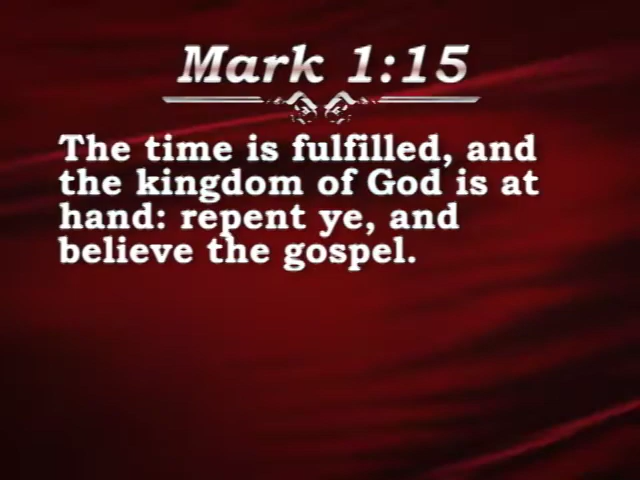 Mark 1:15
The time is fulfilled, and
the kingdom of God is at
hand: repent ye, and
believe the gospel.